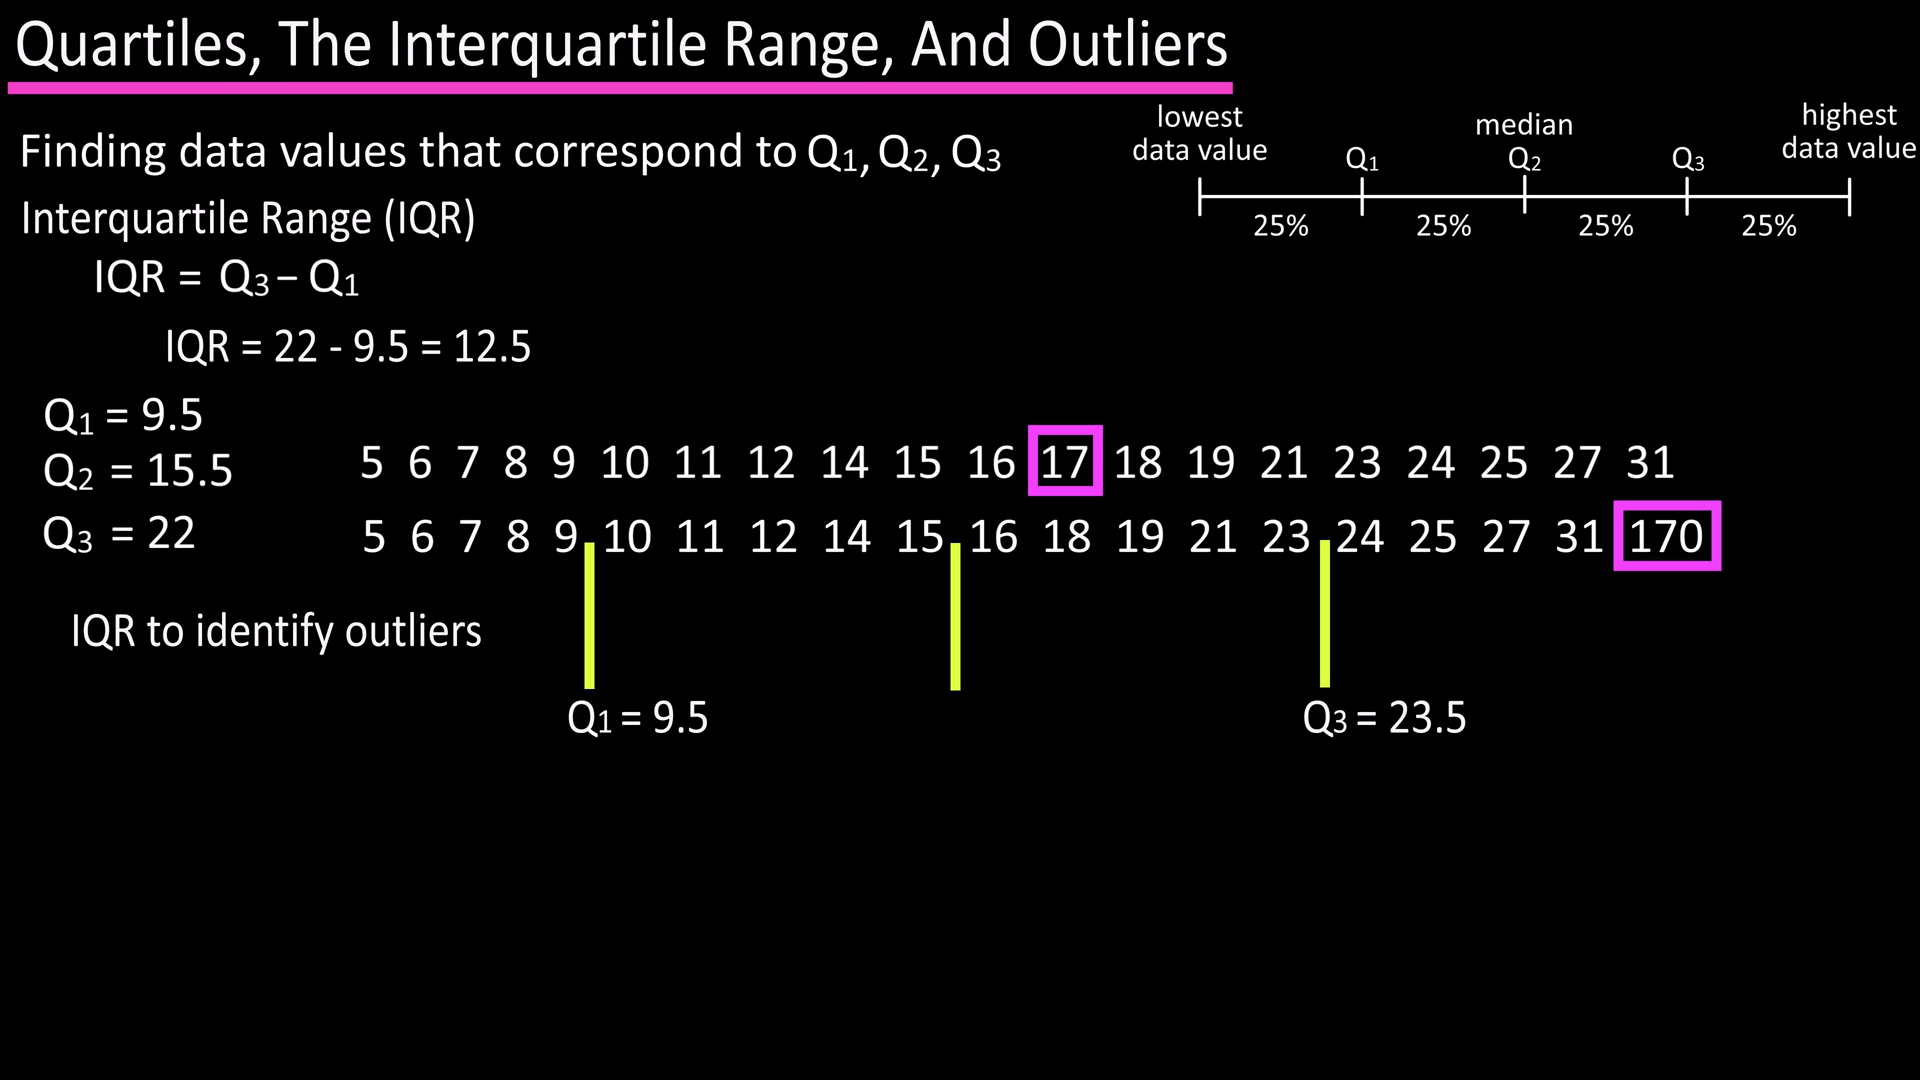 Quartiles, The Interquartile Range, And Outliers
lowest
data value
Q1
median
Q2
Q3
highest
data value
25% 25% 25% 25%
Finding data values that correspond to Q1, Q2, Q3
Interquartile Range (IQR)
IQR = Q3 – Q1
IQR = 22 - 9.5 = 12.5
Q1 = 9.5
Q2 = 15.5
Q3 = 22
5 6 7 8 9 10 11 12 14 15 16 17 18 19 21 23 24 25 27 31
5 6 7 8 9 10 11 12 14 15 16 18 19 21 23 24 25 27 31 170
IQR to identify outliers
Q1 = 9.5
Q3 = 23.5